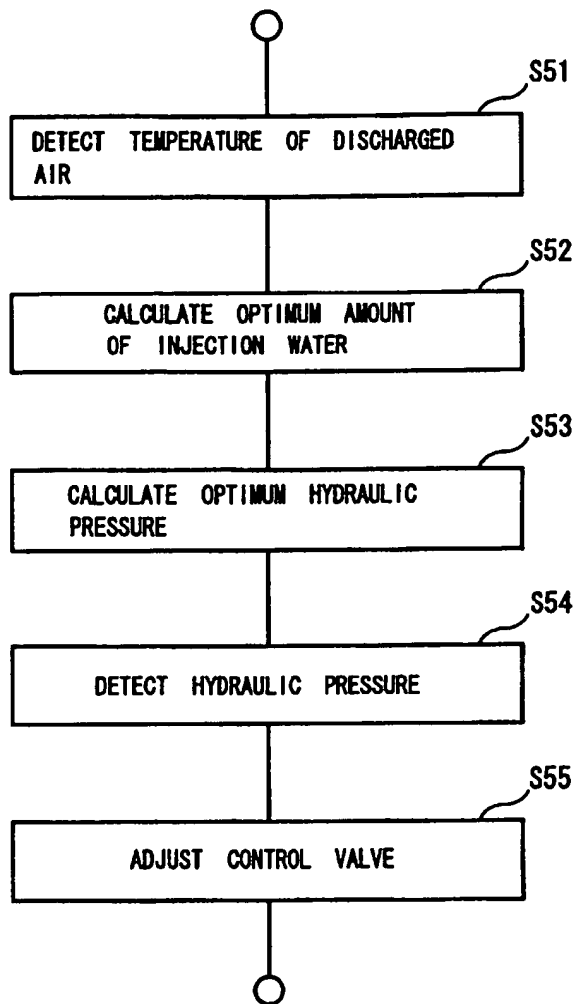 S51
DETECT TEMPERATURE OF DISCHARGED
AIR
S52
CALCULATE OPTIMUM AMOUNT
OF INJECTION WATER
S53
CALCULATE OPTIMUM HYDRAULIC
PRESSURE
S54
DETECT HYDRAULIC PRESSURE
S55
ADJUST CONTROL VALVE